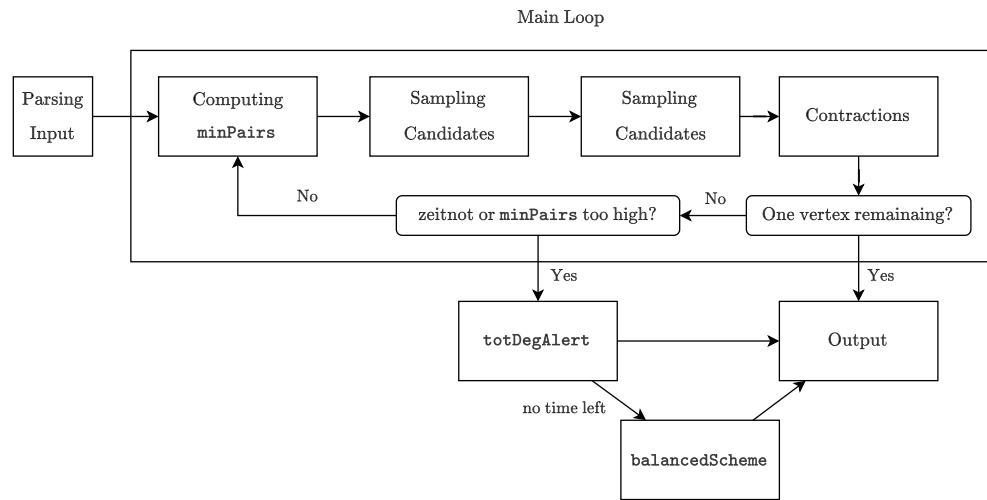 Main Loop
Parsing
Input
Computing
minPairs
Sampling
Candidates
Sampling
Candidates
Contractions
No
zeitnot or minPairs too high?
No
One vertex remainaing?
Yes
Yes
totDegAlert
Output
no time left
balancedScheme